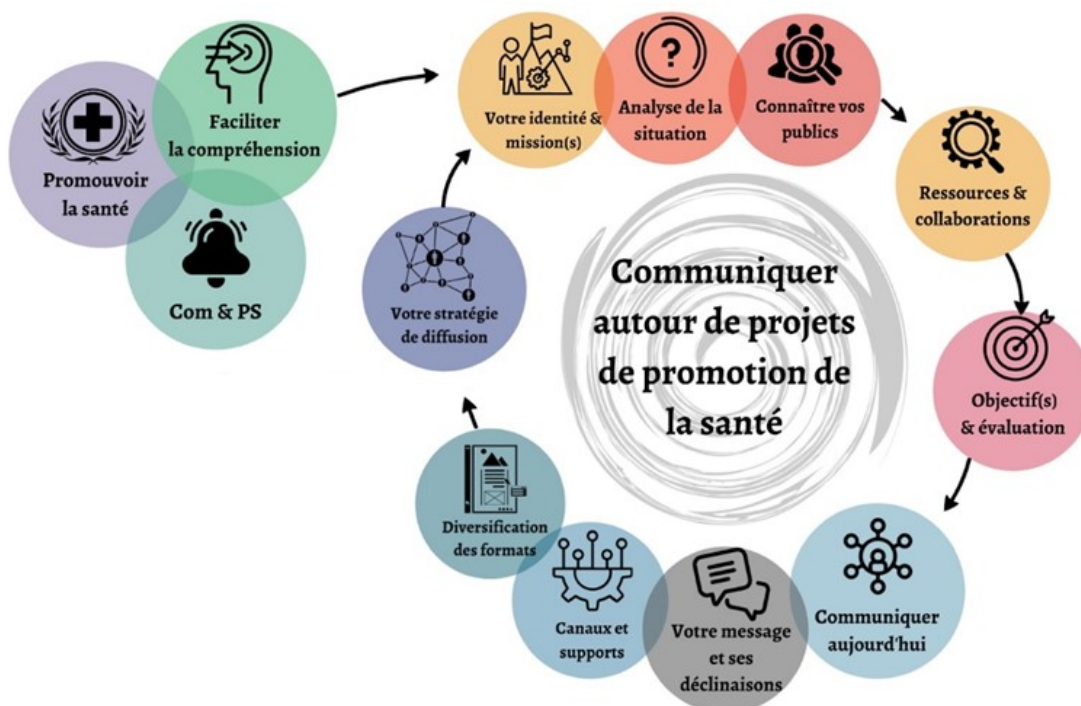 Promouvoir
la santé
Faciliter
la compréhension
Com & PS
Votre identité &
mission(s)
?
Analyse de la
situation
Connaître vos
publics
Ressources &
collaborations
Objectif(s)
& évaluation
Communiquer
aujourd'hui
Votre message
et ses
déclinaisons
Canaux et
supports
Diversification
des formats
Votre stratégie
de diffusion
Communiquer
autour de projets
de promotion de
la santé